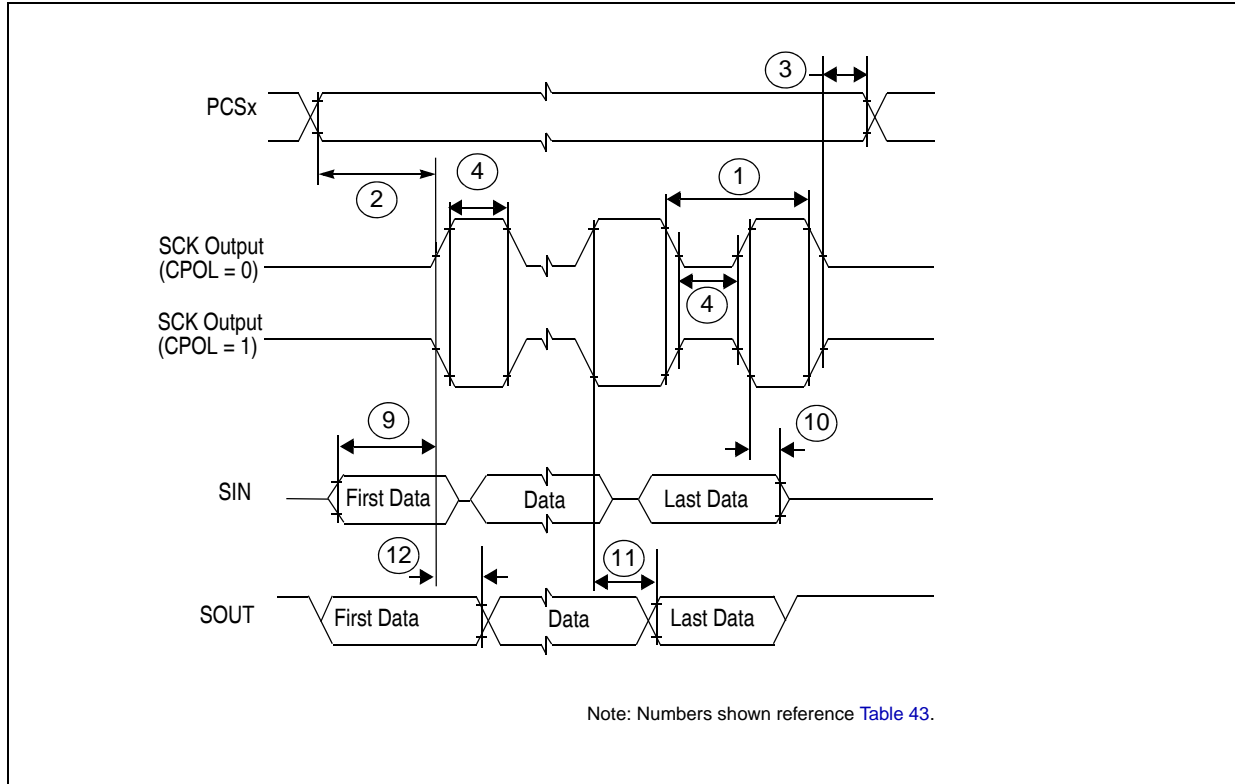 3
PCSx
2
4
1
SCK Output
(CPOL = 0)
4
SCK Output
(CPOL = 1)
9
10
SIN
First Data
Data
Last Data
12
11
SOUT
First Data
Data
Last Data
Note: Numbers shown reference Table 43.